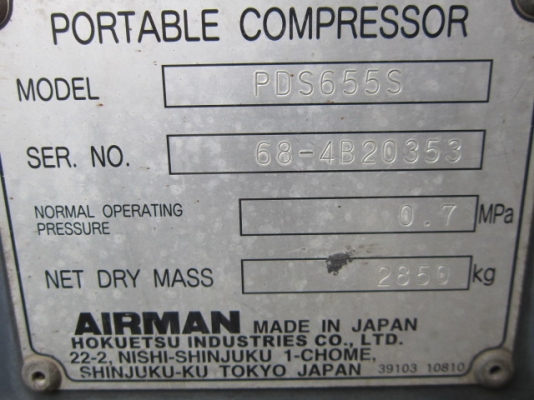 PORTABLE COMPRESSOR
MODEL PDS655S
SER. NO. 68-4B20353
NORMAL OPERATING
PRESSURE 0.7 MPa
NET DRY MASS 2850 kg
AIRMAN MADE IN JAPAN
HOKUETSU INDUSTRIES CO., LTD.
22-2, NISHI-SHINJUKU 1-CHOME,
SHINJUKU-KU TOKYO JAPAN 39103 10810